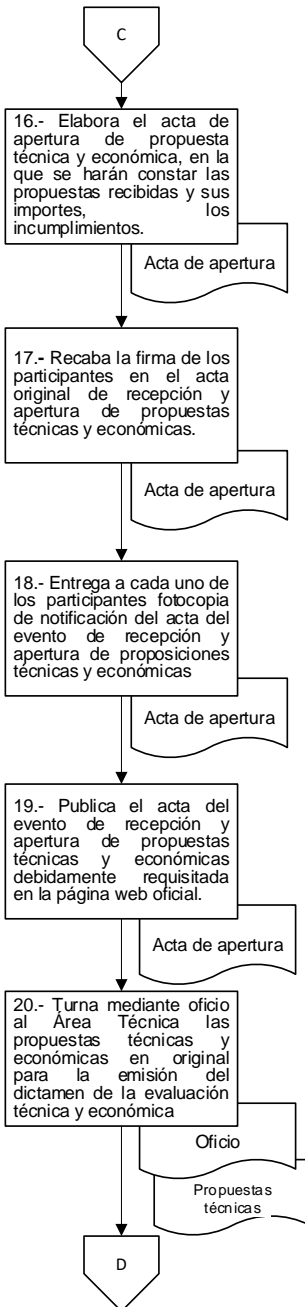 C
16.- Elabora el acta de
apertura de propuesta
técnica y económica, en la
que se harán constar las
propuestas recibidas y sus
importes, los
incumplimientos.
Acta de apertura
17.- Recaba la firma de los
participantes en el acta
original de recepción y
apertura de propuestas
técnicas y económicas.
Acta de apertura
18.- Entrega a cada uno de
los participantes fotocopia
de notificación del acta del
evento de recepción y
apertura de proposiciones
técnicas y económicas
Acta de apertura
19.- Publica el acta del
evento de recepción y
apertura de propuestas
técnicas y económicas
debidamente requisitada
en la página web oficial.
Acta de apertura
20.- Turna mediante oficio
al Área Técnica las
propuestas técnicas y
económicas en original
para la emisión del
dictamen de la evaluación
técnica y económica
Oficio
Propuestas
técnicas
D